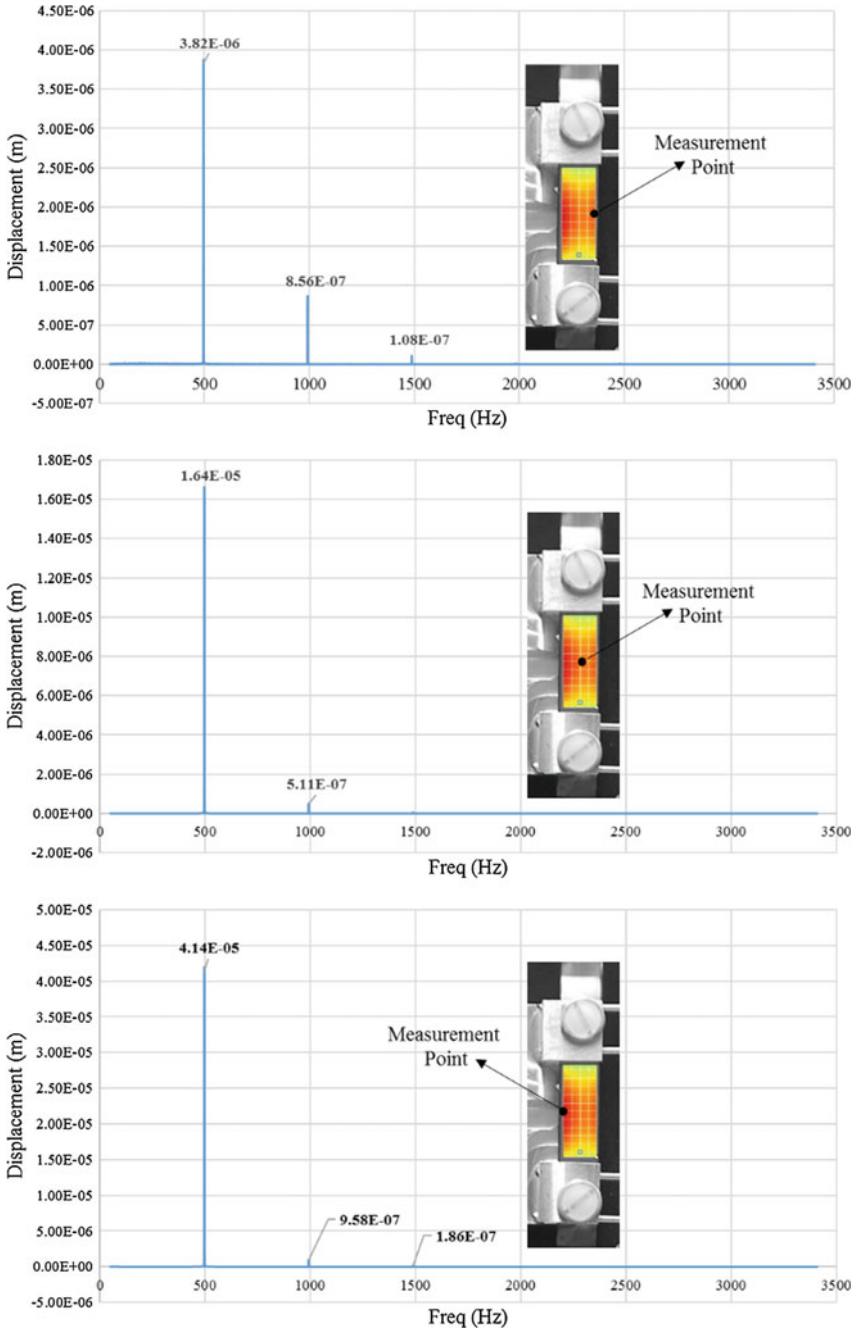 4.50E-06
4.00E-06
3.50E-06
3.00E-06
2.50E-06
2.00E-06
1.50E-06
1.00E-06
5.00E-07
0.00E+00
-5.00E-07
Displacement (m)
3.82E-06
8.56E-07
1.08E-07
Measurement
Point
0 500 1000 1500 2000 2500 3000 3500
Freq (Hz)
1.80E-05
1.60E-05
1.40E-05
1.20E-05
1.00E-05
8.00E-06
6.00E-06
4.00E-06
2.00E-06
0.00E+00
-2.00E-06
Displacement (m)
1.64E-05
5.11E-07
Measurement
Point
0 500 1000 1500 2000 2500 3000 3500
Freq (Hz)
5.00E-05
4.50E-05
4.00E-05
3.50E-05
3.00E-05
2.50E-05
2.00E-05
1.50E-05
1.00E-05
5.00E-06
0.00E+00
-5.00E-06
Displacement (m)
4.14E-05
9.58E-07
1.86E-07
Measurement
Point
0 500 1000 1500 2000 2500 3000 3500
Freq (Hz)